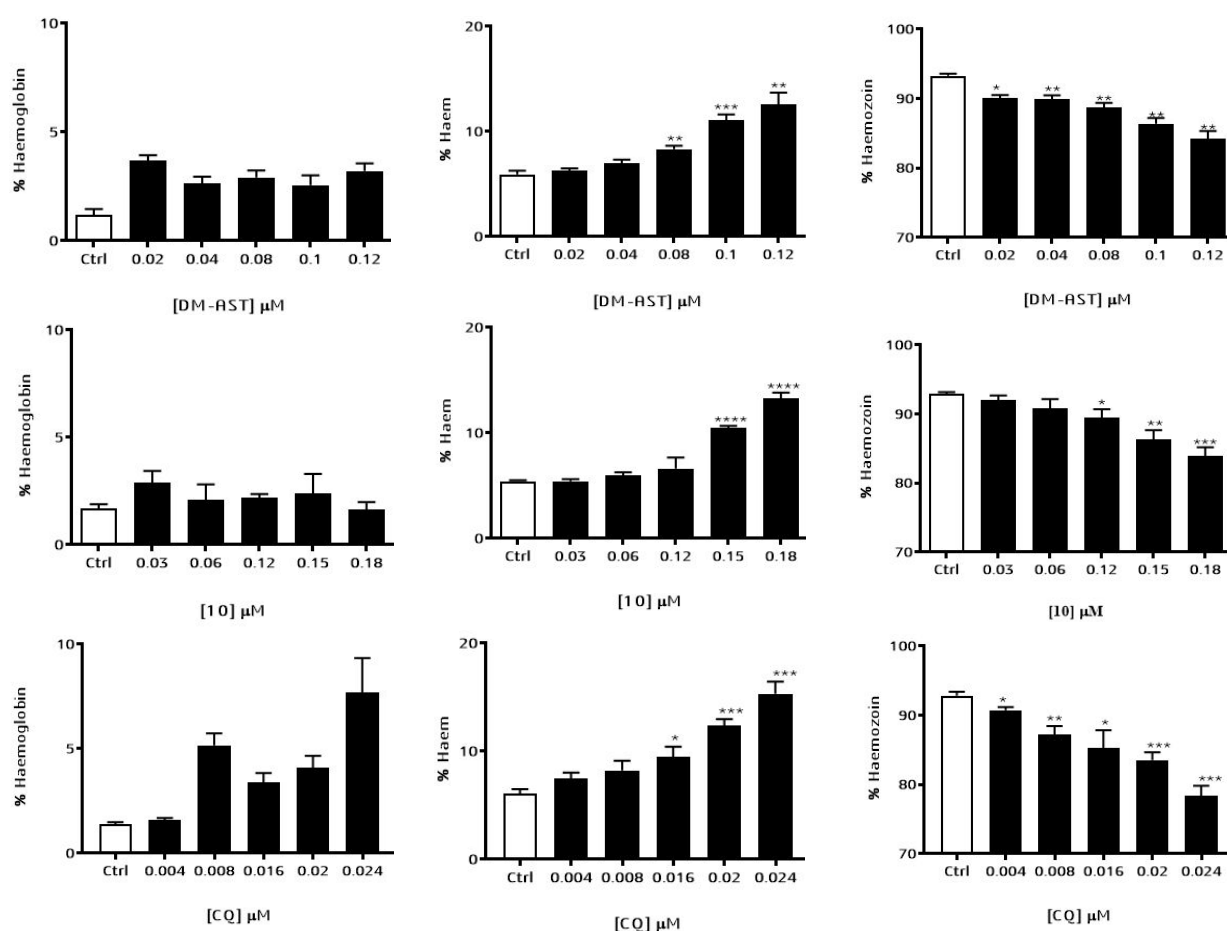 10
5
0
% Haemoglobin
Ctrl 0.02 0.04 0.08 0.1 0.12
[DM-AST] µM
20
10
0
% Haem
** *** **
Ctrl 0.02 0.04 0.08 0.1 0.12
[DM-AST] µM
100
90
80
70
% Haemozoin
* ** ** ** **
Ctrl 0.02 0.04 0.08 0.1 0.12
[DM-AST] µM
10
5
0
% Haemoglobin
Ctrl 0.03 0.06 0.12 0.15 0.18
[10] µM
20
10
0
% Haem
**** ****
Ctrl 0.03 0.06 0.12 0.15 0.18
[10] µM
100
90
80
70
% Haemozoin
* ** ***
Ctrl 0.03 0.06 0.12 0.15 0.18
[10] µM
10
5
0
% Haemoglobin
Ctrl 0.004 0.008 0.016 0.02 0.024
[CQ] µM
20
10
0
% Haem
* *** ***
Ctrl 0.004 0.008 0.016 0.02 0.024
[CQ] µM
100
90
80
70
% Haemozoin
* ** * *** ***
Ctrl 0.004 0.008 0.016 0.02 0.024
[CQ] µM